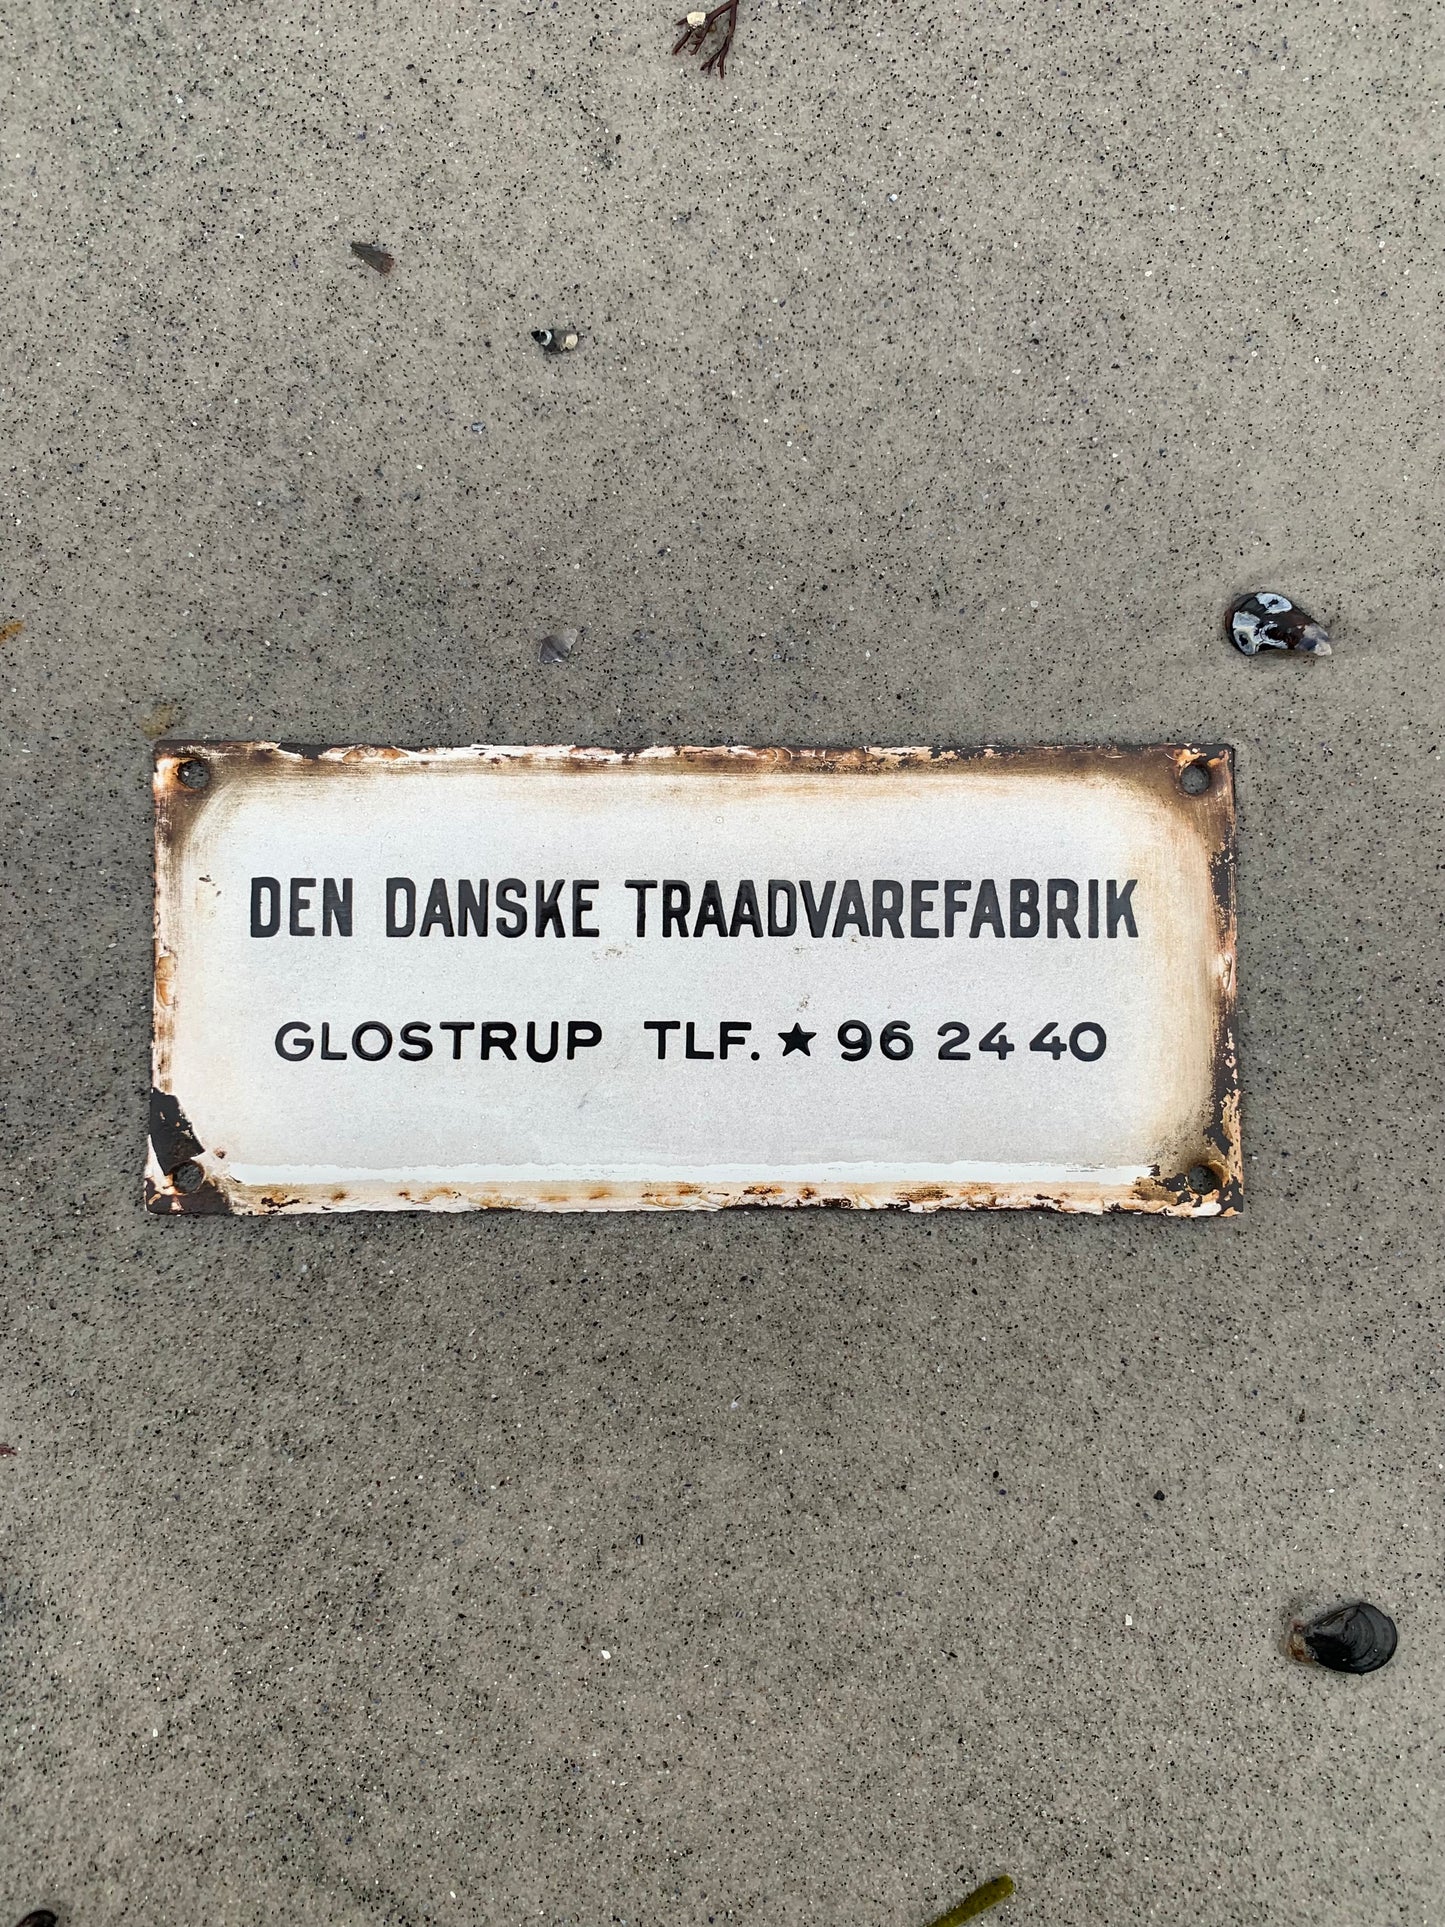 DEN DANSKE TRAADVAREFABRIK
GLOSTRUP TLF. ★ 96 24 40